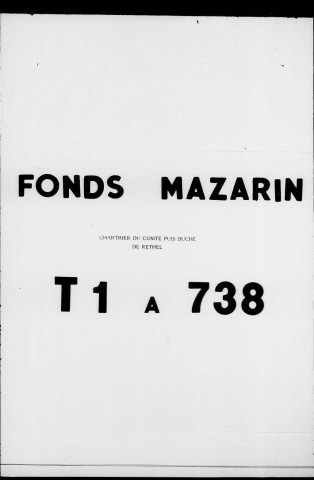 FONDS MAZARIN
CHARTRIER DU COMTE PUIS DUCHE
DE RETHEL
T 1 A 738